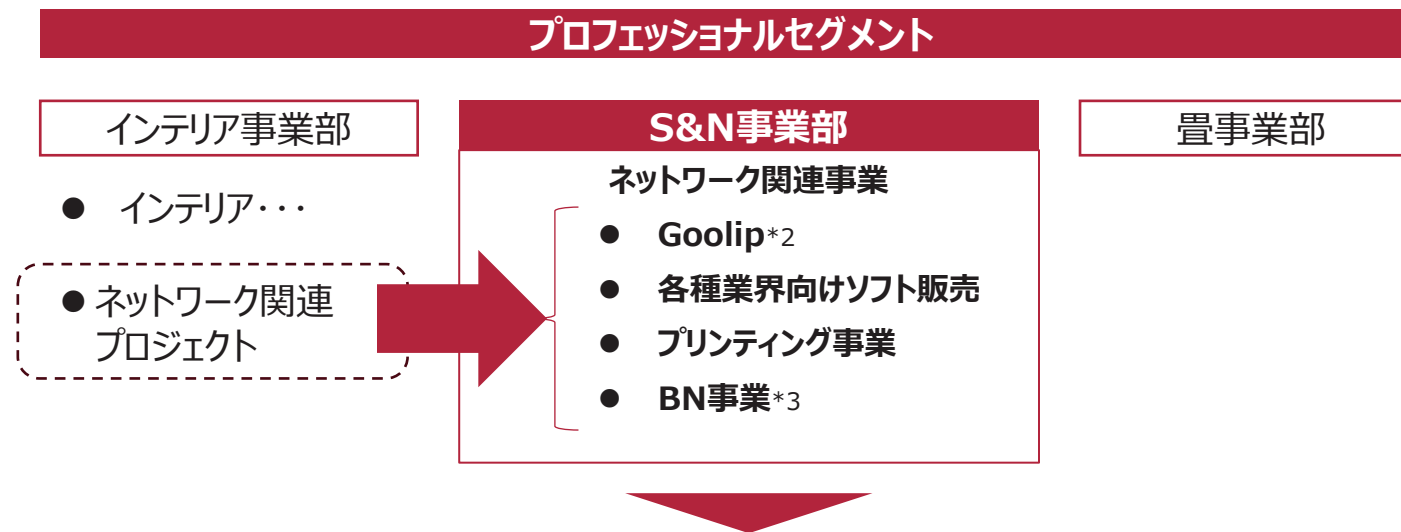 プロフェッショナルセグメント
インテリア事業部
● インテリア・・・
● ネットワーク関連
プロジェクト
S&N事業部
ネットワーク関連事業
● Goolip*2
● 各種業界向けソフト販売
● プリンティング事業
● BN事業*3
畳事業部